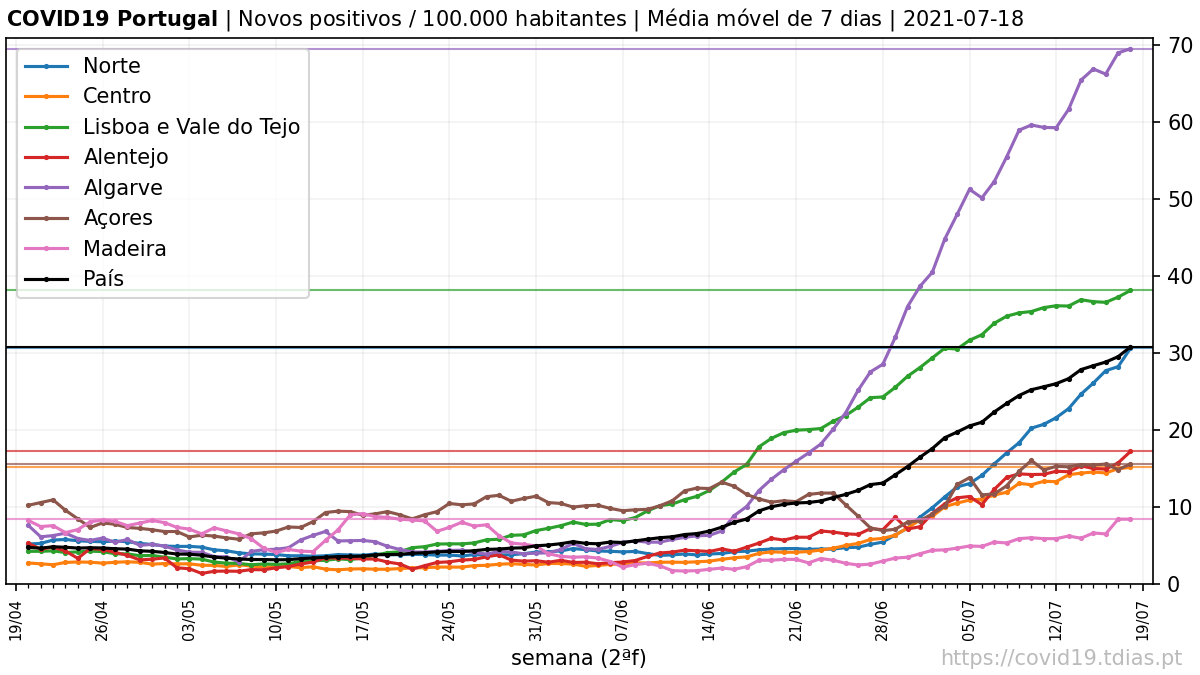 COVID19 Portugal | Novos positivos / 100.000 habitantes | Média móvel de 7 dias | 2021-07-18
Norte
Centro
Lisboa e Vale do Tejo
Alentejo
Algarve
Açores
Madeira
País
70
60
50
40
30
20
10
0
19/04 26/04 03/05 10/05 17/05 24/05 31/05 07/06 14/06 21/06 28/06 05/07 12/07 19/07
semana (2ªf)
https://covid19.tdias.pt